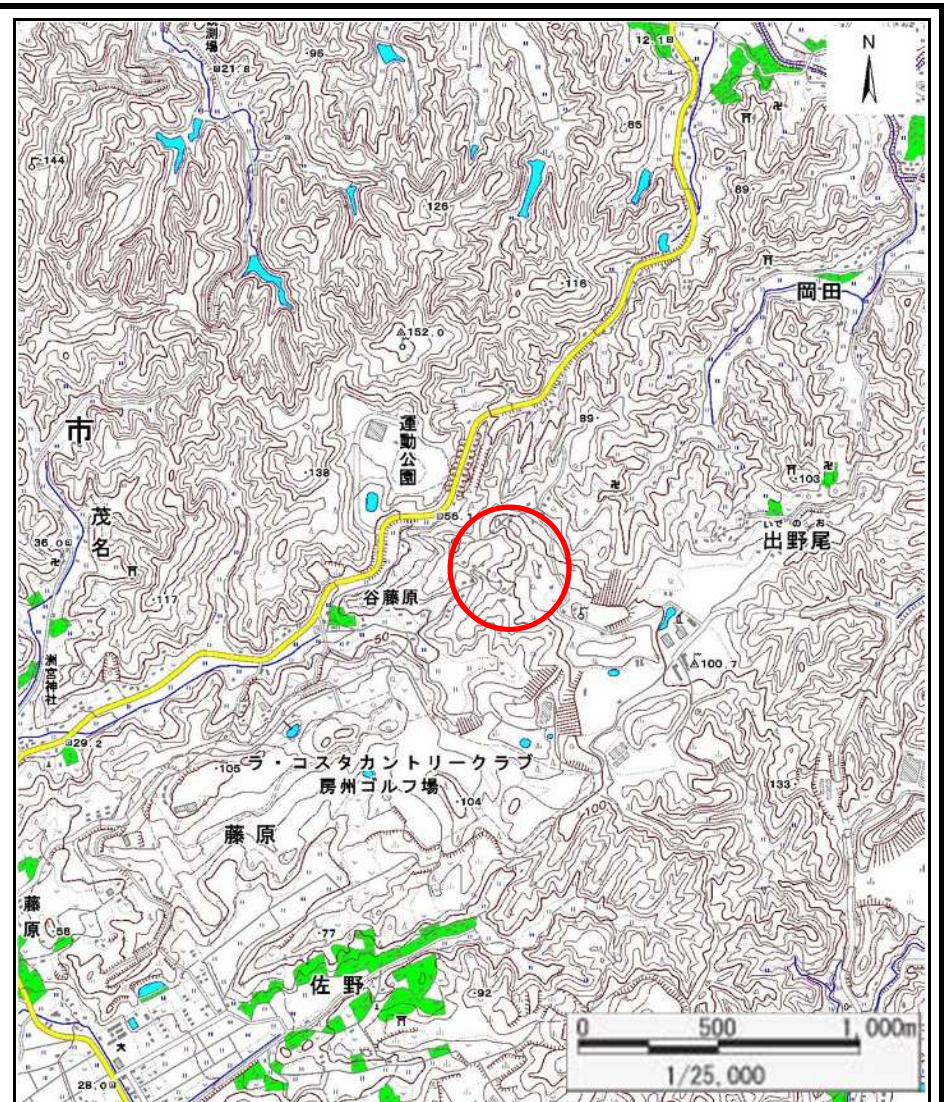 測場
21.8
96
12.1
N
144
85
126
89
岡田
116
152.0
市
運動公園
89
138
103
いでのお
出野尾
茂名
36.0
56.1
117
谷藤原
50
洲宮神社
100.7
29.2
105
ラ・コスタカントリークラブ
房州ゴルフ場
104
100
133
藤原
藤原
58
77
佐野
92
大
28.0
0 500 1,000m
1/25,000